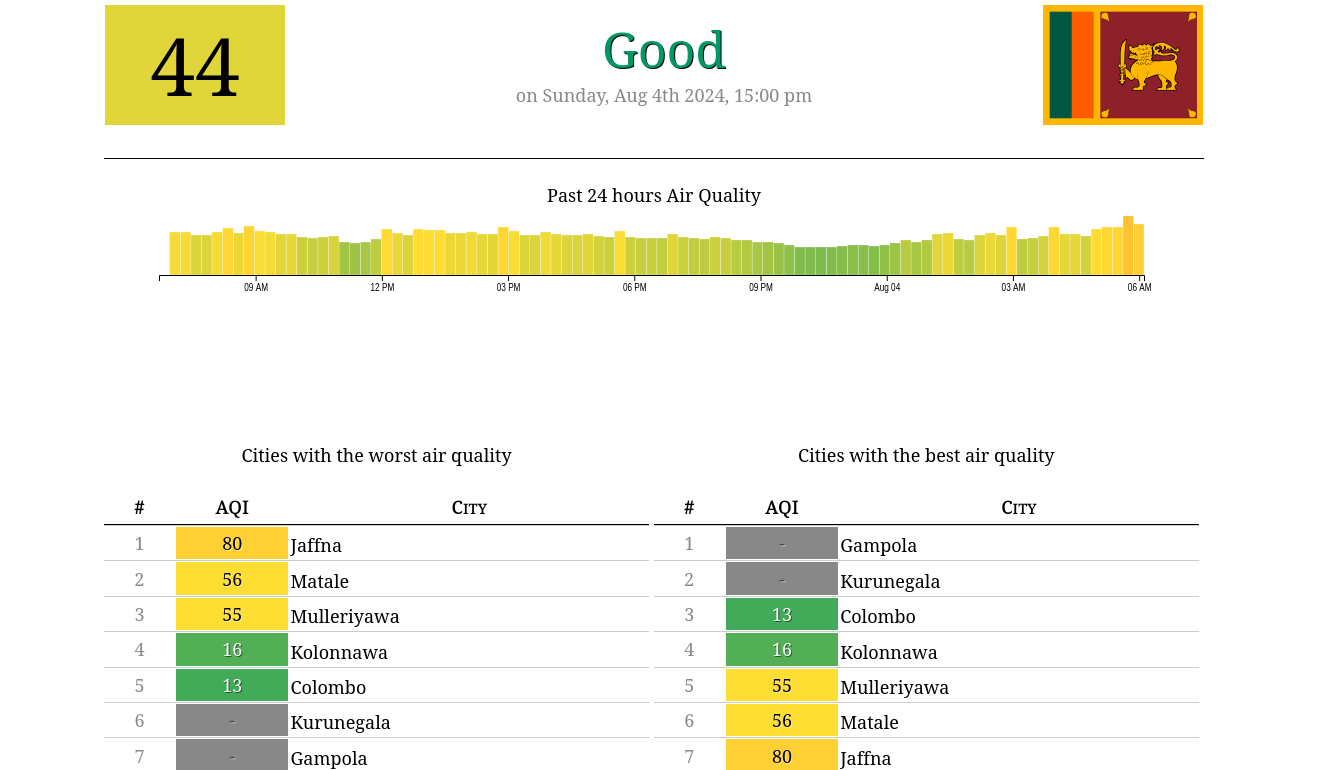 44
Good
on Sunday, Aug 4th 2024, 15:00 pm
Past 24 hours Air Quality
09 AM 12 PM 03 PM 06 PM 09 PM Aug 04 03 AM 06 AM
Cities with the worst air quality
# AQI City
1 80 Jaffna
2 56 Matale
3 55 Mulleriyawa
4 16 Kolonnawa
5 13 Colombo
6 - Kurunegala
7 - Gampola
Cities with the best air quality
# AQI City
1 - Gampola
2 - Kurunegala
3 13 Colombo
4 16 Kolonnawa
5 55 Mulleriyawa
6 56 Matale
7 80 Jaffna